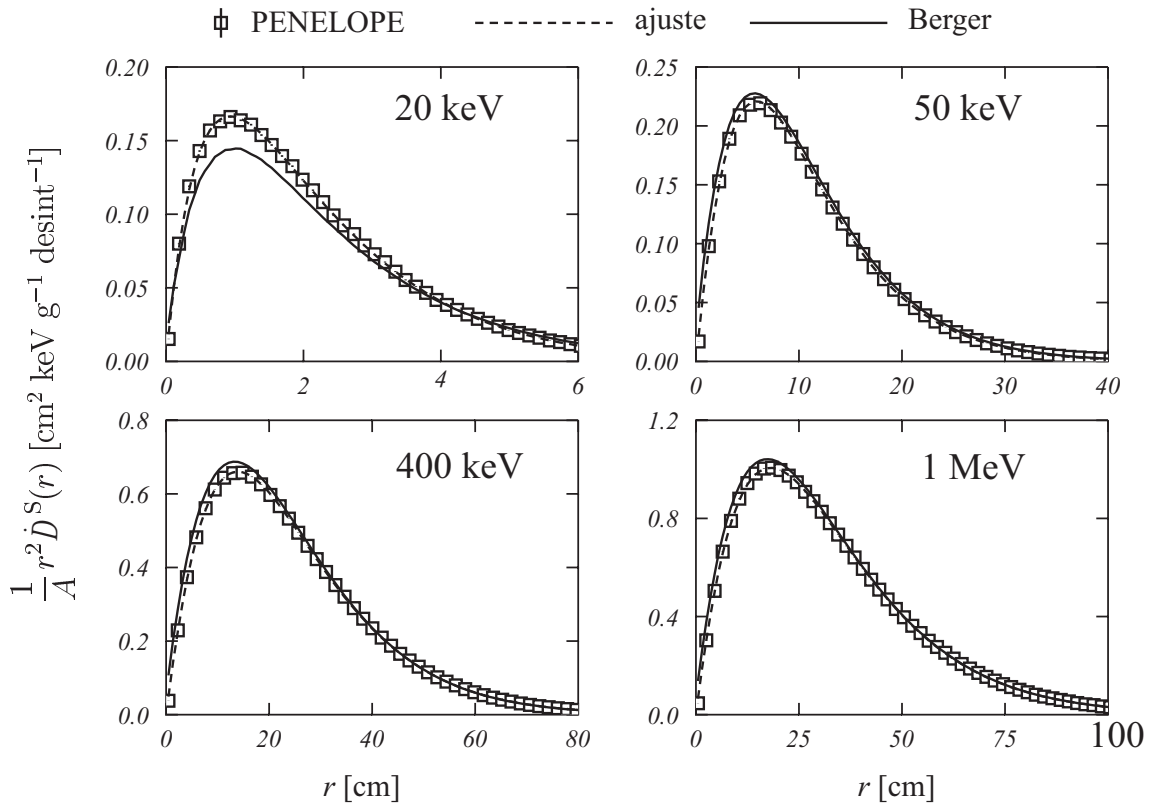 PENELOPE ajuste Berger
20 keV
0.20
0.15
0.10
0.05
0.00
0 2 4 6
50 keV
0.25
0.20
0.15
0.10
0.05
0.00
0 10 20 30 40
400 keV
0.8
0.6
0.4
0.2
0.0
0 20 40 60 80
1 MeV
1.2
0.8
0.4
0.0
0 25 50 75 100
1/A r² Ḋˢ(r) [cm² keV g⁻¹ desint⁻¹]
r [cm]
r [cm]